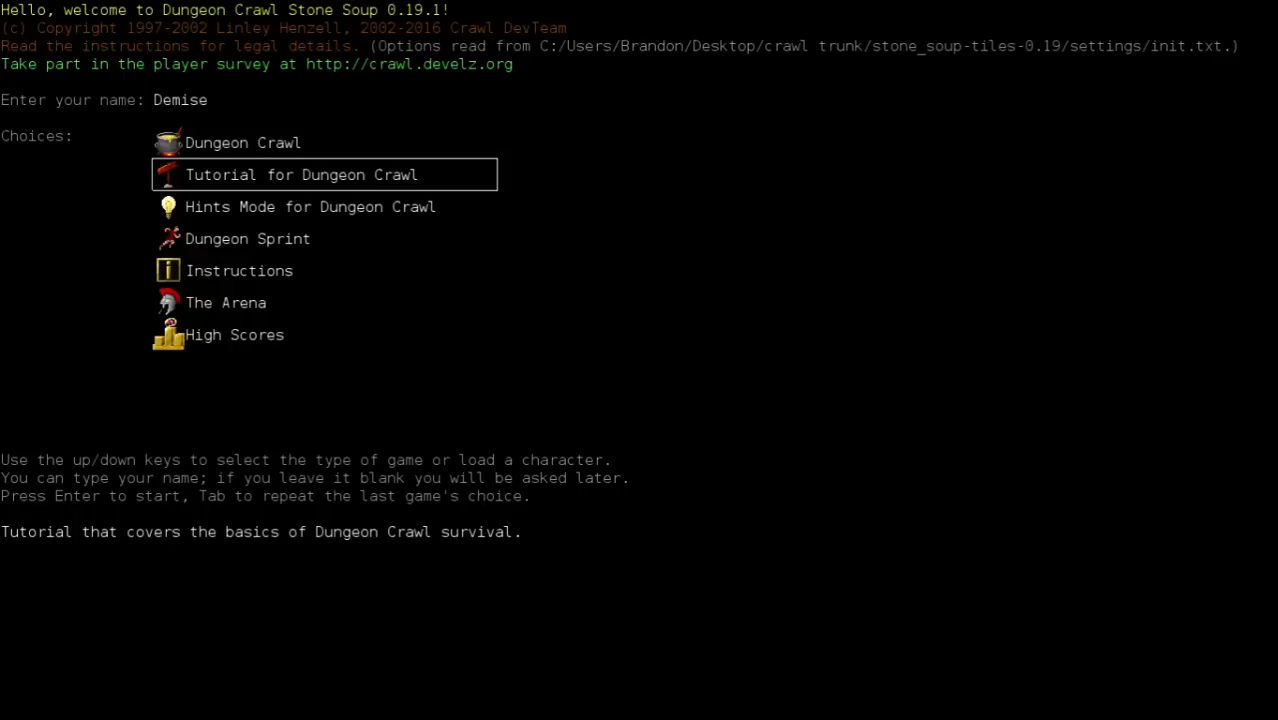 Hello, welcome to Dungeon Crawl Stone Soup 0.19.1!
(c) Copyright 1997-2002 Linley Henzell, 2002-2016 Crawl DevTeam
Read the instructions for legal details. (Options read from C:/Users/Brandon/Desktop/crawl trunk/stone_soup-tiles-0.19/settings/init.txt.)
Take part in the player survey at http://crawl.develz.org
Enter your name: Demise
Choices:
Dungeon Crawl
Tutorial for Dungeon Crawl
Hints Mode for Dungeon Crawl
Dungeon Sprint
Instructions
The Arena
High Scores
Use the up/down keys to select the type of game or load a character.
You can type your name; if you leave it blank you will be asked later.
Press Enter to start, Tab to repeat the last game's choice.
Tutorial that covers the basics of Dungeon Crawl survival.